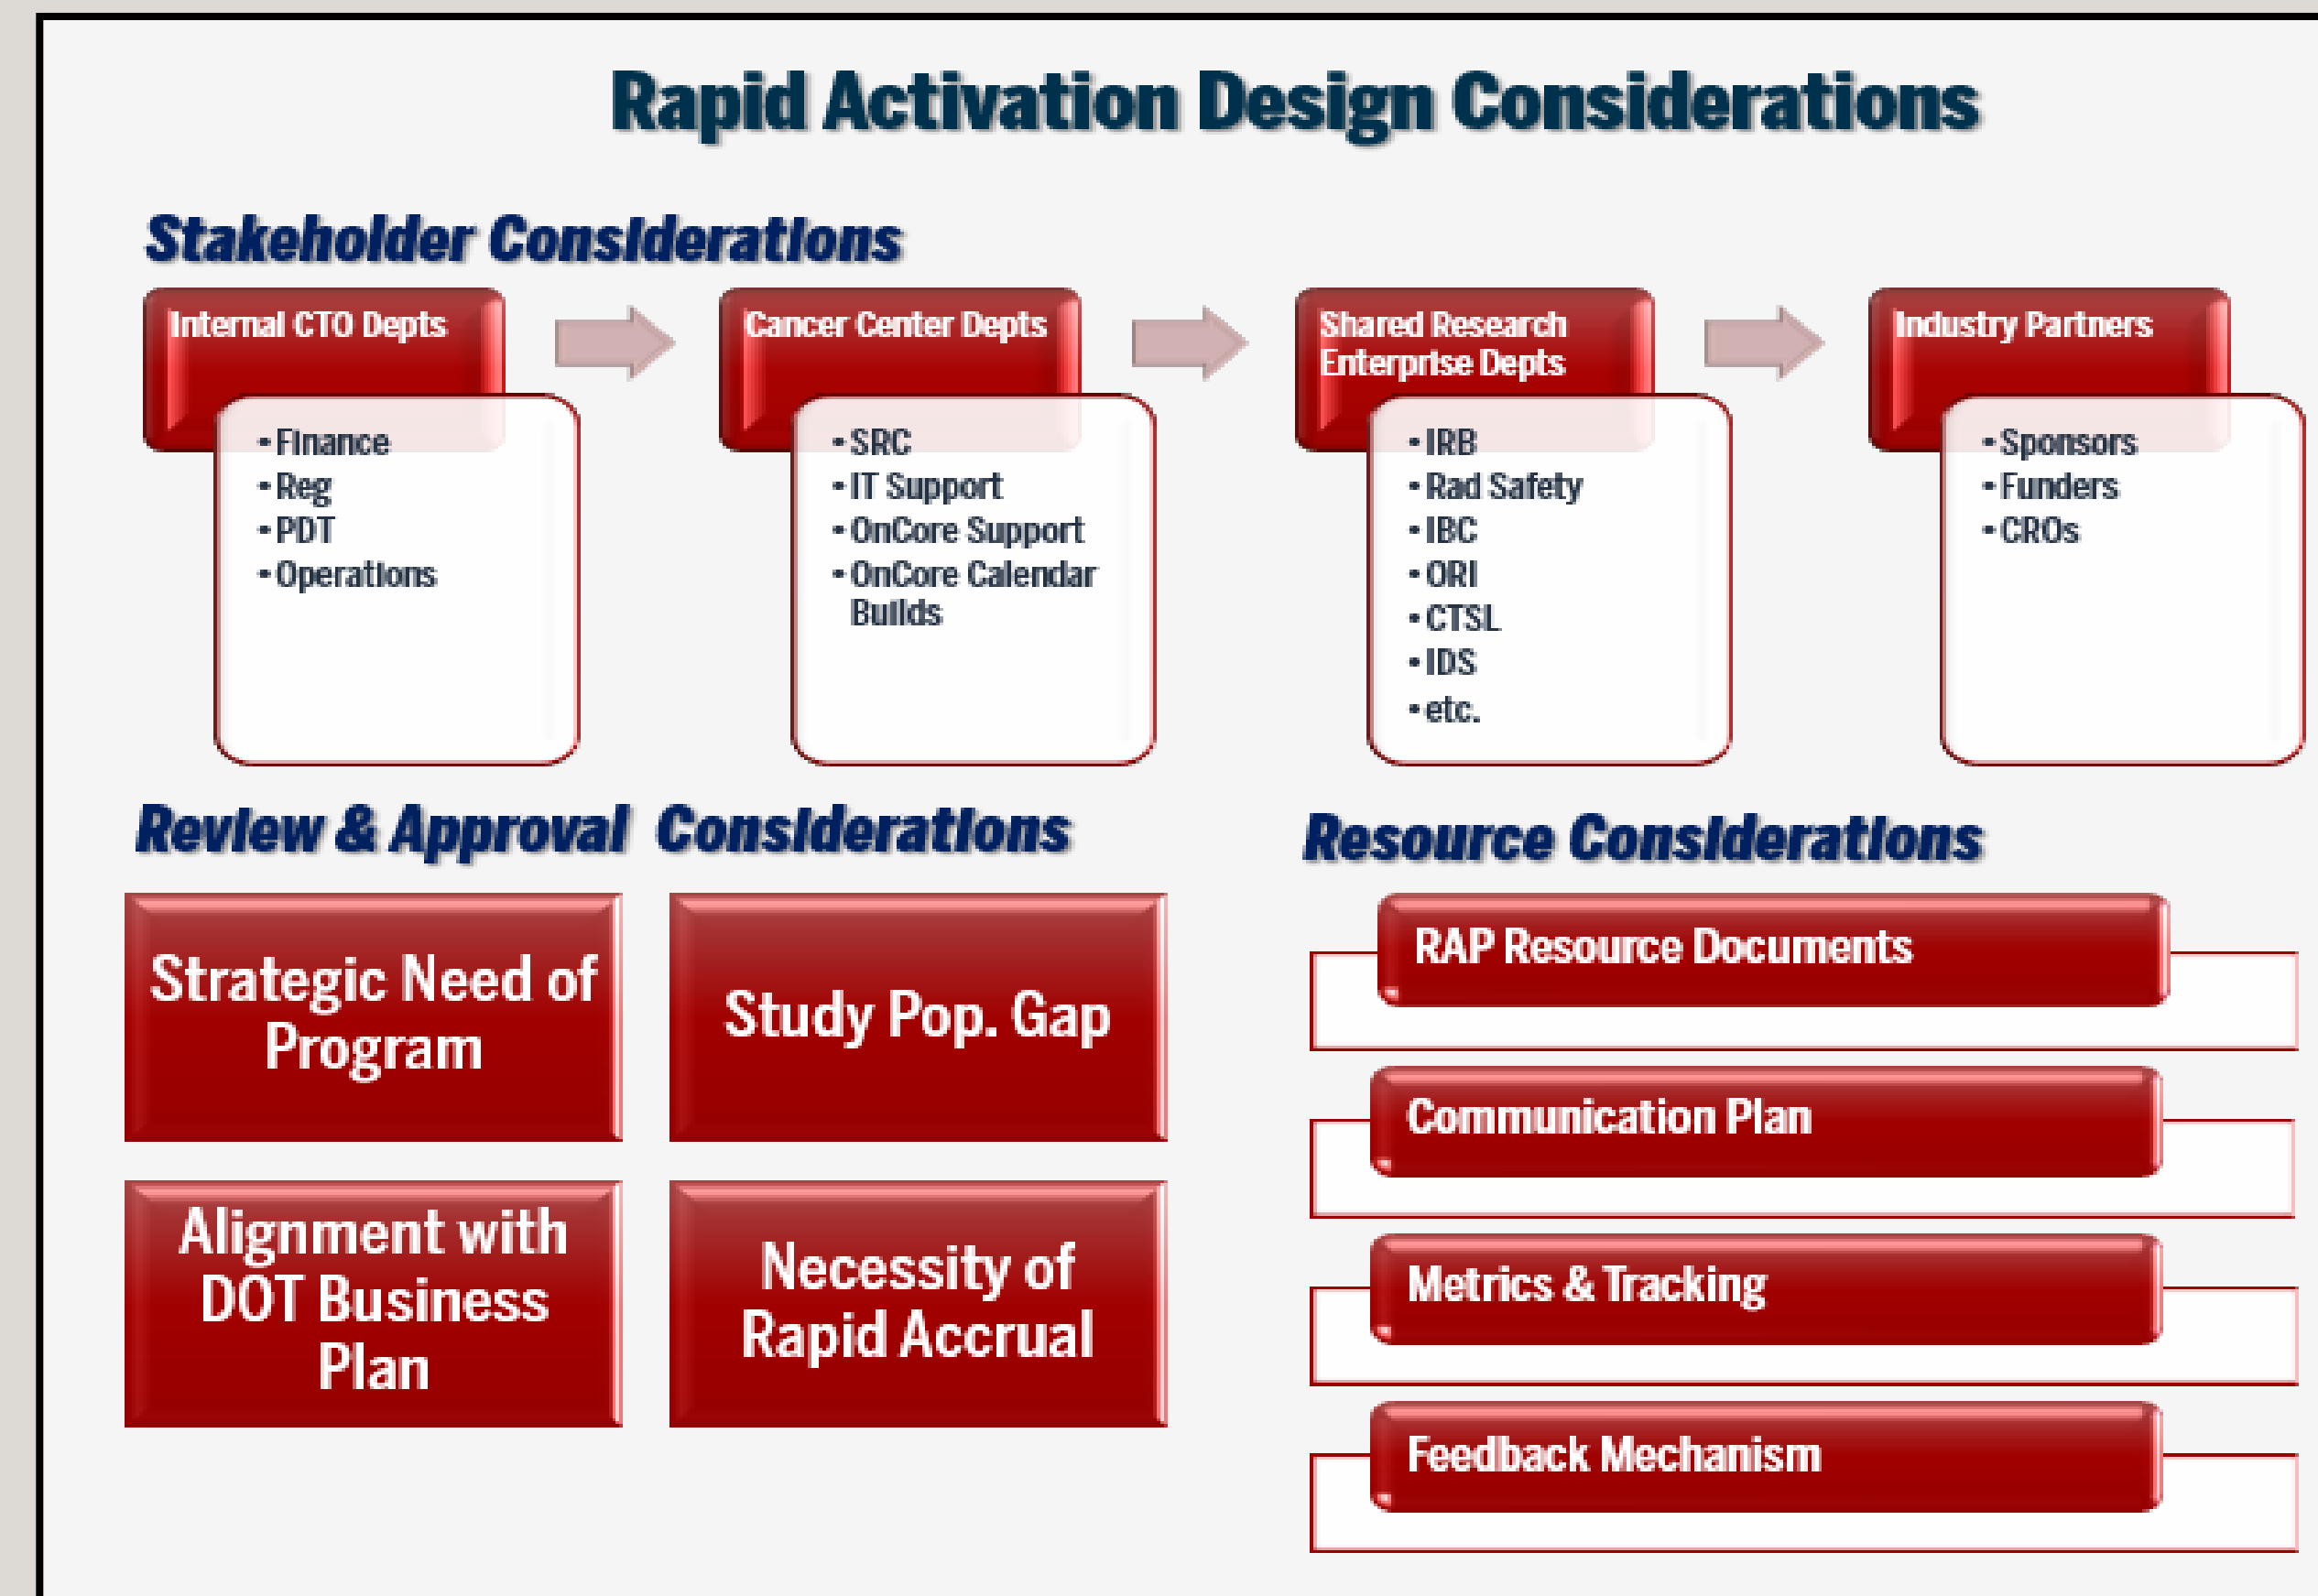 Rapid Activation Design Considerations
Stakeholder Considerations
Internal CTO Depts
• Finance
• Reg
• PDT
• Operations
Cancer Center Depts
• SRC
• IT Support
• OnCore Support
• OnCore Calendar
Builds
Shared Research
Enterprise Depts
• IRB
• Rad Safety
• IBC
• ORI
• CTSL
• IDS
• etc.
Industry Partners
• Sponsors
• Funders
• CROs
Review & Approval Considerations
Strategic Need of
Program
Study Pop. Gap
Alignment with
DOT Business
Plan
Necessity of
Rapid Accrual
Resource Considerations
RAP Resource Documents
Communication Plan
Metrics & Tracking
Feedback Mechanism